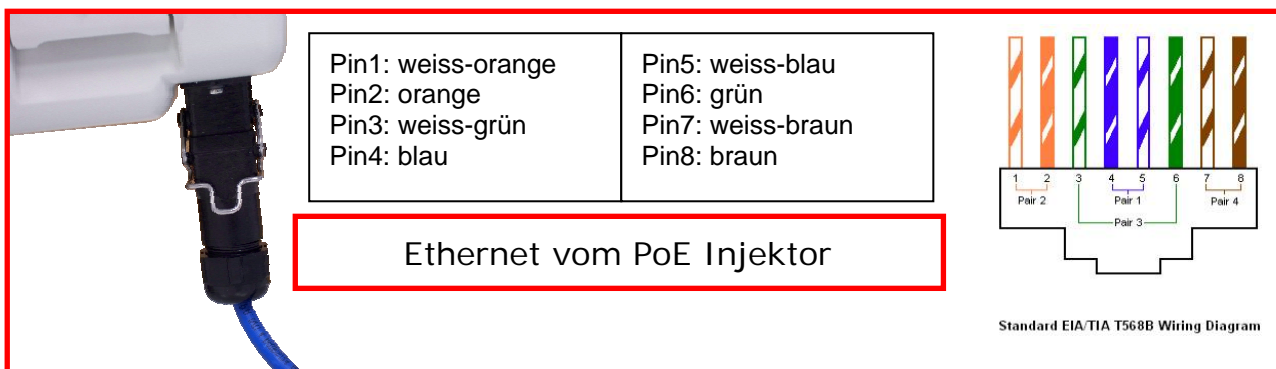 Pin1: weiss-orange
Pin2: orange
Pin3: weiss-grün
Pin4: blau
Pin5: weiss-blau
Pin6: grün
Pin7: weiss-braun
Pin8: braun
Ethernet vom PoE Injektor
1 2 3 4 5 6 7 8
Pair 2 Pair 1 Pair 4
Pair 3
Standard EIA/TIA T568B Wiring Diagram